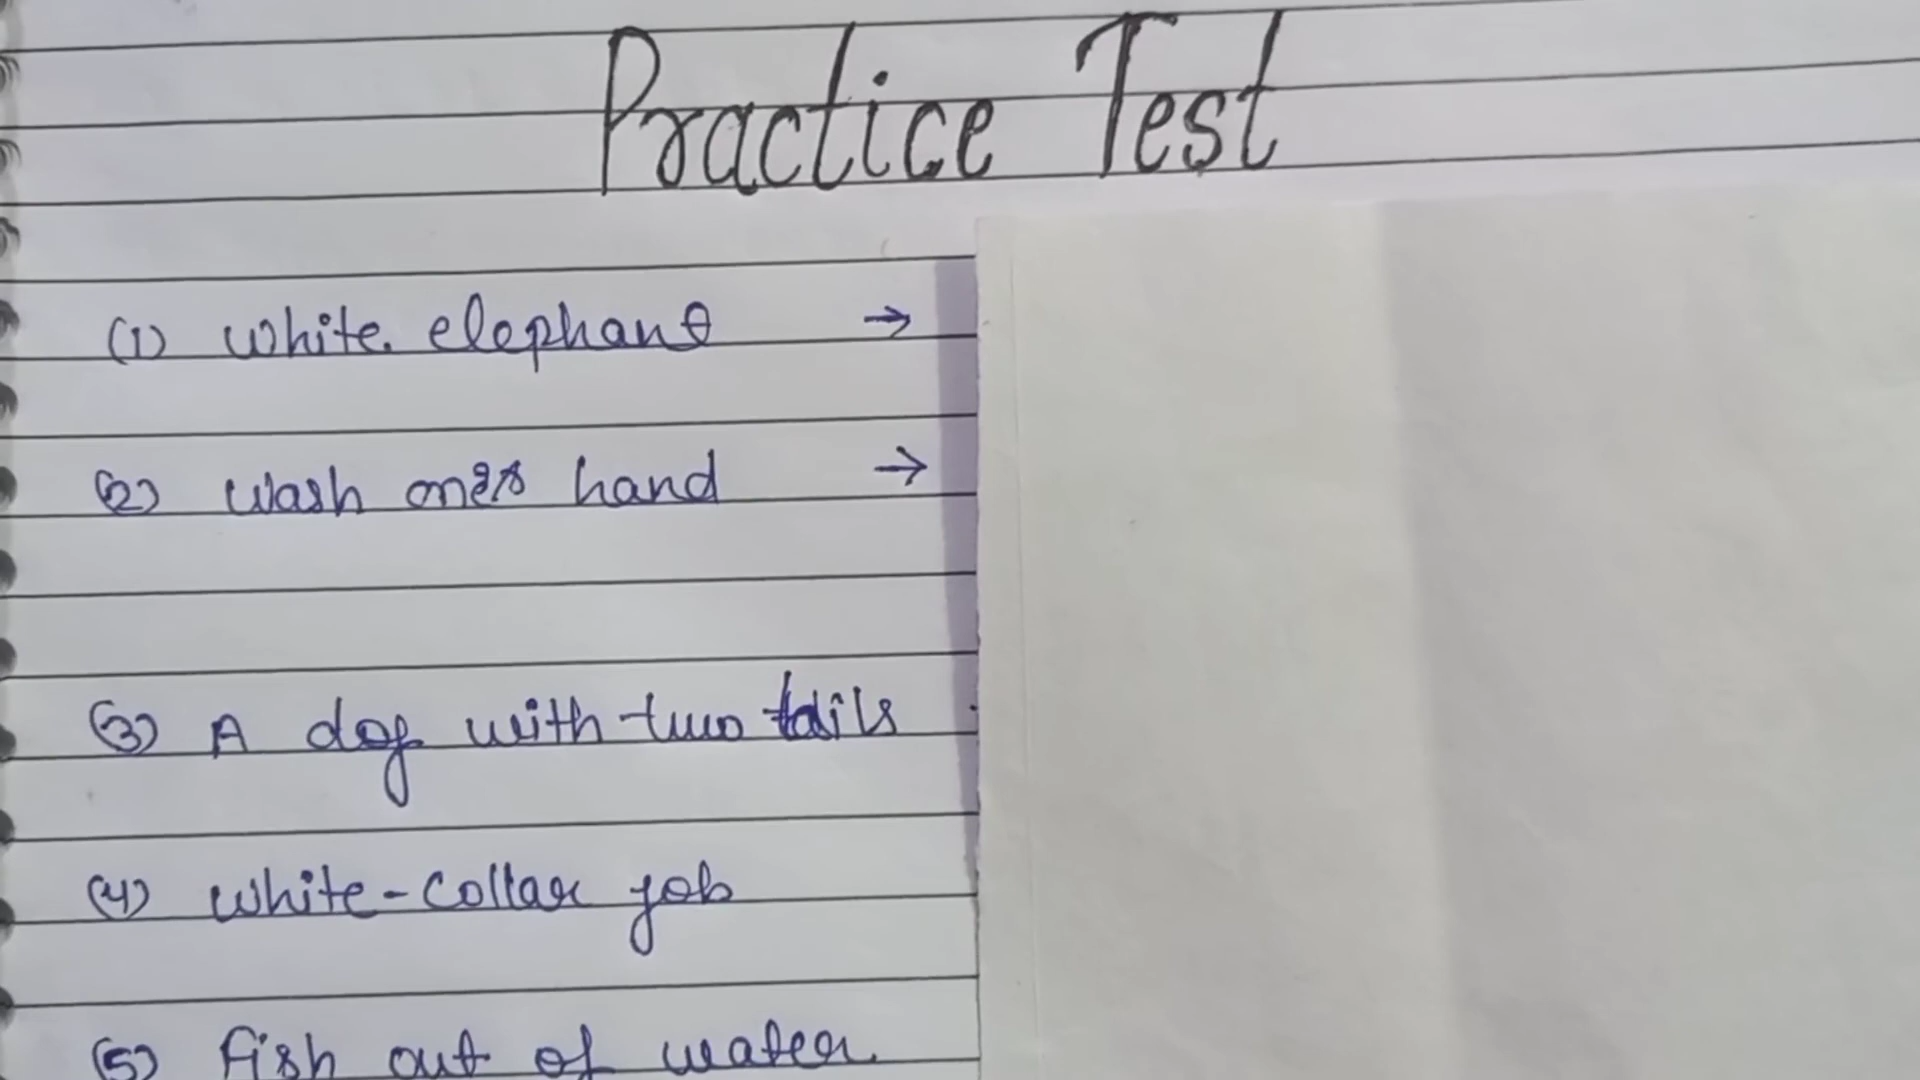 Practice Test
(1) white elephant →
(2) wash one's hand →
(3) A dog with two tails
(4) white-collar job
(5) fish out of water